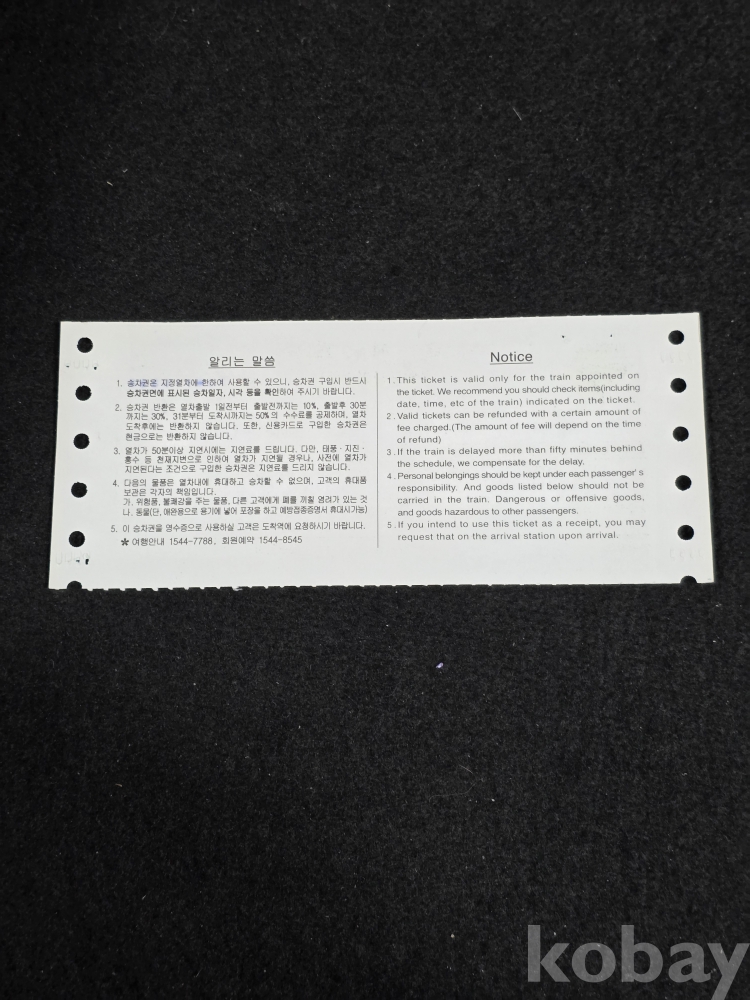 알리는 말씀
1. 승차권은 지정열차에 한하여 사용할 수 있으니, 승차권 구입시 반드시
승차권면에 표시된 승차일자, 시각 등을 확인하여 주시기 바랍니다.
2. 승차권 반환은 열차출발 1일전부터 출발전까지는 10%, 출발후 30분
까지는 30%, 31분부터 도착시까지는 50%의 수수료를 공제하며, 열차
도착후에는 반환하지 않습니다. 또한, 신용카드로 구입한 승차권은
현금으로는 반환하지 않습니다.
3. 열차가 50분이상 지연시에는 지연료를 드립니다. 다만, 태풍·지진·
홍수 등 천재지변으로 인하여 열차가 지연될 경우나, 사전에 열차가
지연된다는 조건으로 구입한 승차권은 지연료를 드리지 않습니다.
4. 다음의 물품은 열차내에 휴대하고 승차할 수 없으며, 고객의 휴대품
보관은 각자의 책임입니다.
가. 위험품, 불쾌감을 주는 물품, 다른 고객에게 폐를 끼칠 염려가 있는 것
나. 동물(단, 애완용으로 용기에 넣어 포장을 하고 예방접종증명서 휴대시가능)
5. 이 승차권을 영수증으로 사용하실 고객은 도착역에 요청하시기 바랍니다.
* 여행안내 1544-7788, 회원예약 1544-8545
Notice
1. This ticket is valid only for the train appointed on
the ticket. We recommend you should check items(including
date, time, etc of the train) indicated on the ticket.
2. Valid tickets can be refunded with a certain amount of
fee charged.(The amount of fee will depend on the time
of refund)
3. If the train is delayed more than fifty minutes behind
the schedule, we compensate for the delay.
4. Personal belongings should be kept under each passenger's
responsibility. And goods listed below should not be
carried in the train. Dangerous or offensive goods,
and goods hazardous to other passengers.
5. If you intend to use this ticket as a receipt, you may
request that on the arrival station upon arrival.
kobay